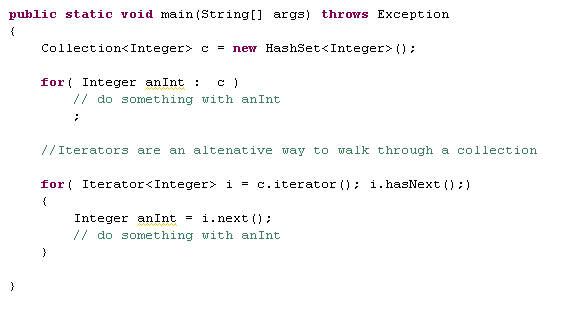 public static void main(String[] args) throws Exception
{
    Collection<Integer> c = new HashSet<Integer>();
    for( Integer anInt :  c )
        // do something with anInt
        ;
    //Iterators are an altenative way to walk through a collection
    for( Iterator<Integer> i = c.iterator(); i.hasNext();)
    {
        Integer anInt = i.next();
        // do something with anInt
    }
}